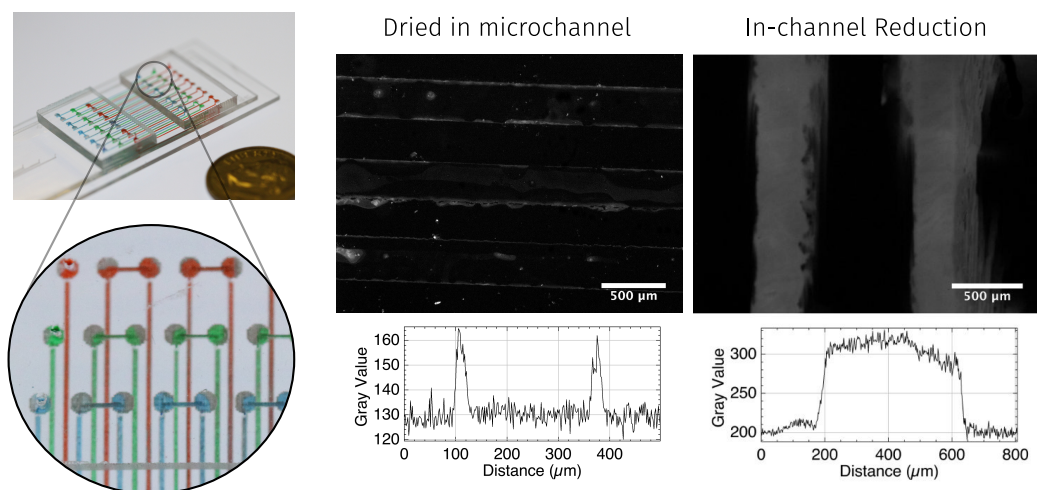 Dried in microchannel
In-channel Reduction
500 µm
500 µm
160
150
140
130
120
Gray Value
0 100 200 300 400
Distance (µm)
300
250
200
Gray Value
0 200 400 600 800
Distance (µm)